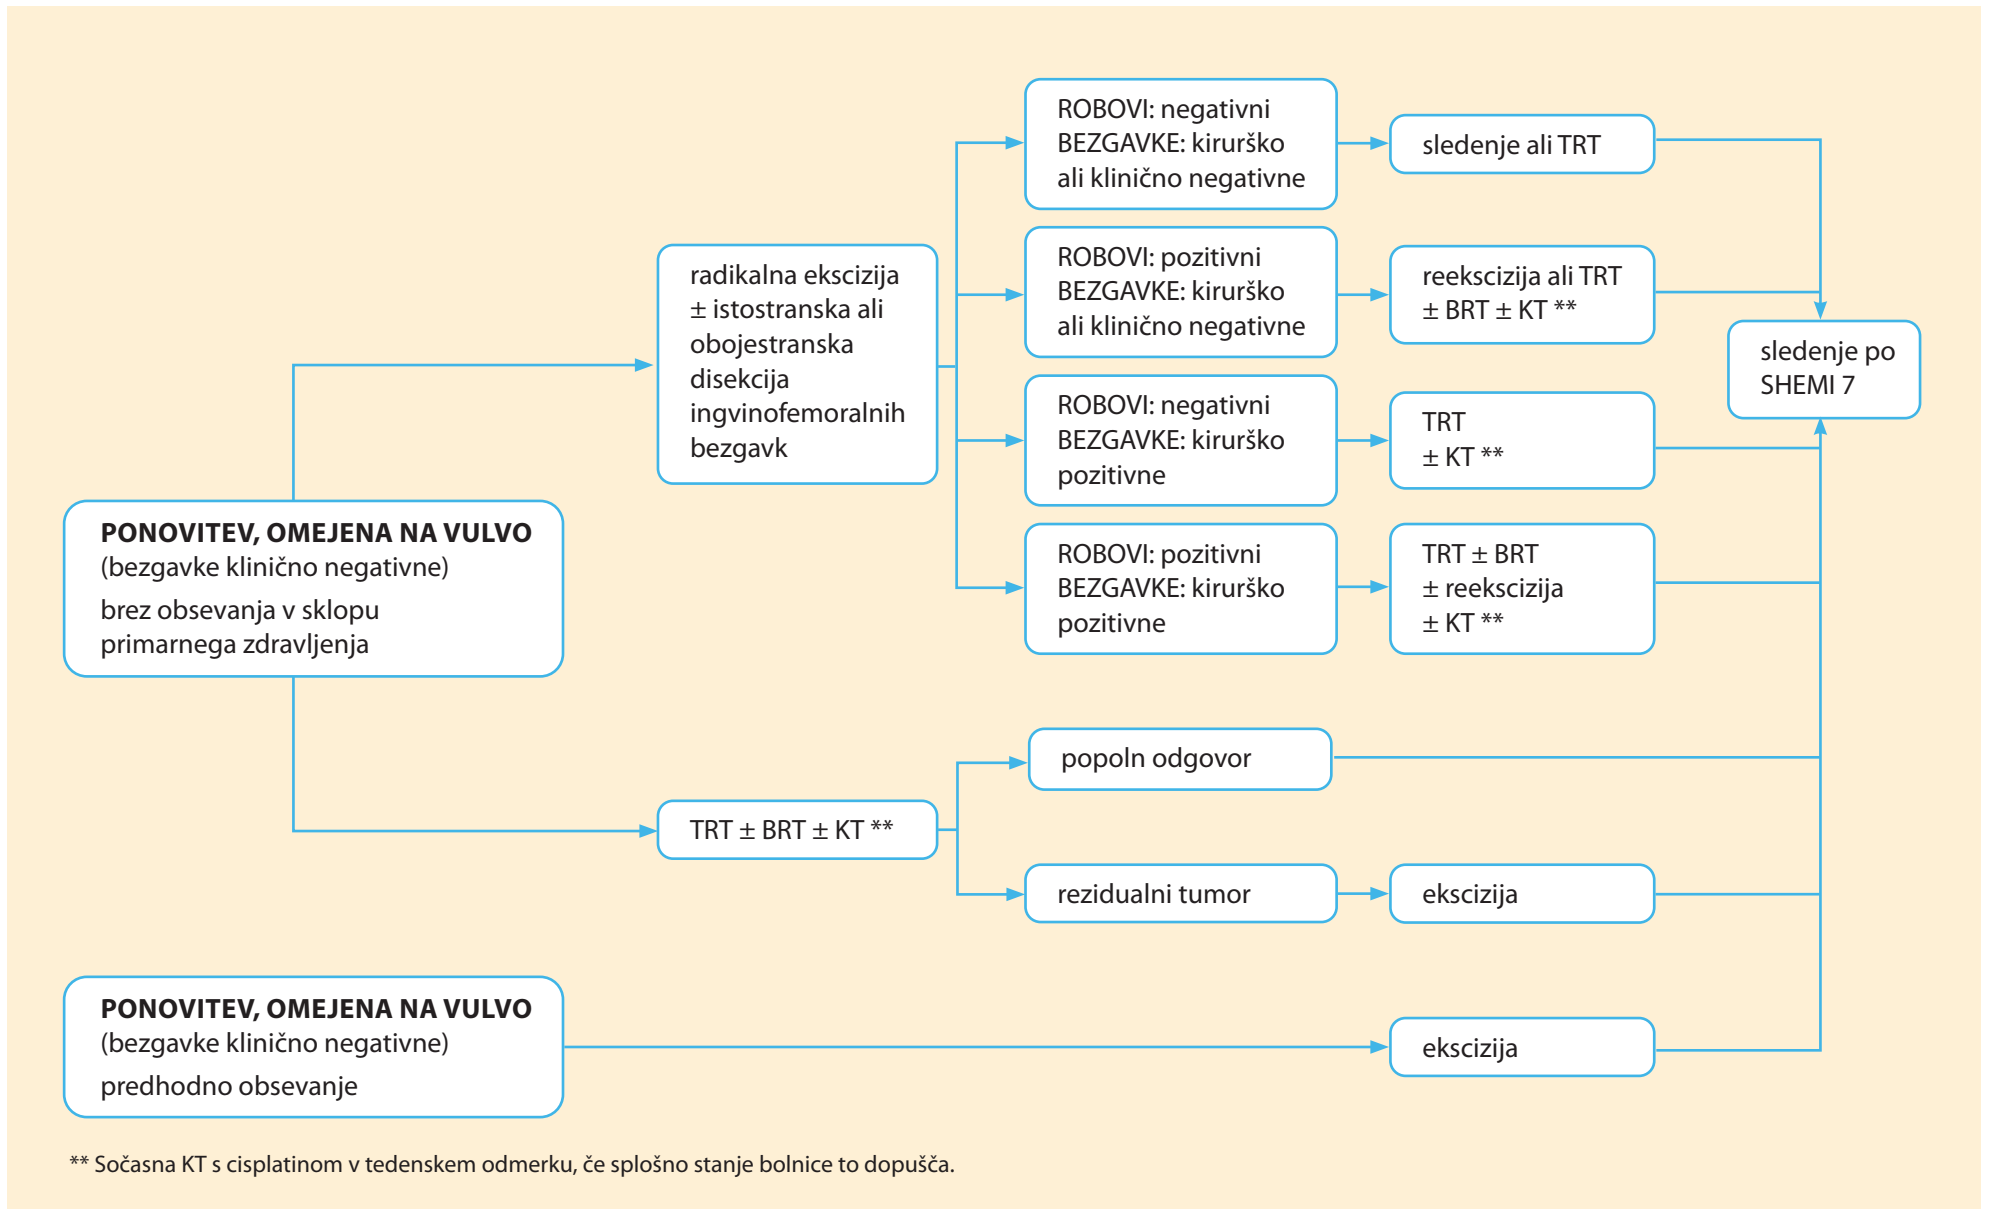 ROBOVI: negativni
BEZGAVKE: kirurško
ali klinično negativne
sledenje ali TRT
radikalna ekscizija
± istostranska ali
obojestranska
disekcija
ingvinofemoralnih
bezgavk
ROBOVI: pozitivni
BEZGAVKE: kirurško
ali klinično negativne
reekscizija ali TRT
± BRT ± KT **
sledenje po
SHEMI 7
ROBOVI: negativni
BEZGAVKE: kirurško
pozitivne
TRT
± KT **
PONOVITEV, OMEJENA NA VULVO
(bezgavke klinično negativne)
brez obsevanja v sklopu
primarnega zdravljenja
ROBOVI: pozitivni
BEZGAVKE: kirurško
pozitivne
TRT ± BRT
± reekscizija
± KT **
popoln odgovor
TRT ± BRT ± KT **
rezidualni tumor
ekscizija
PONOVITEV, OMEJENA NA VULVO
(bezgavke klinično negativne)
predhodno obsevanje
ekscizija
** Sočasna KT s cisplatinom v tedenskem odmerku, če splošno stanje bolnice to dopušča.